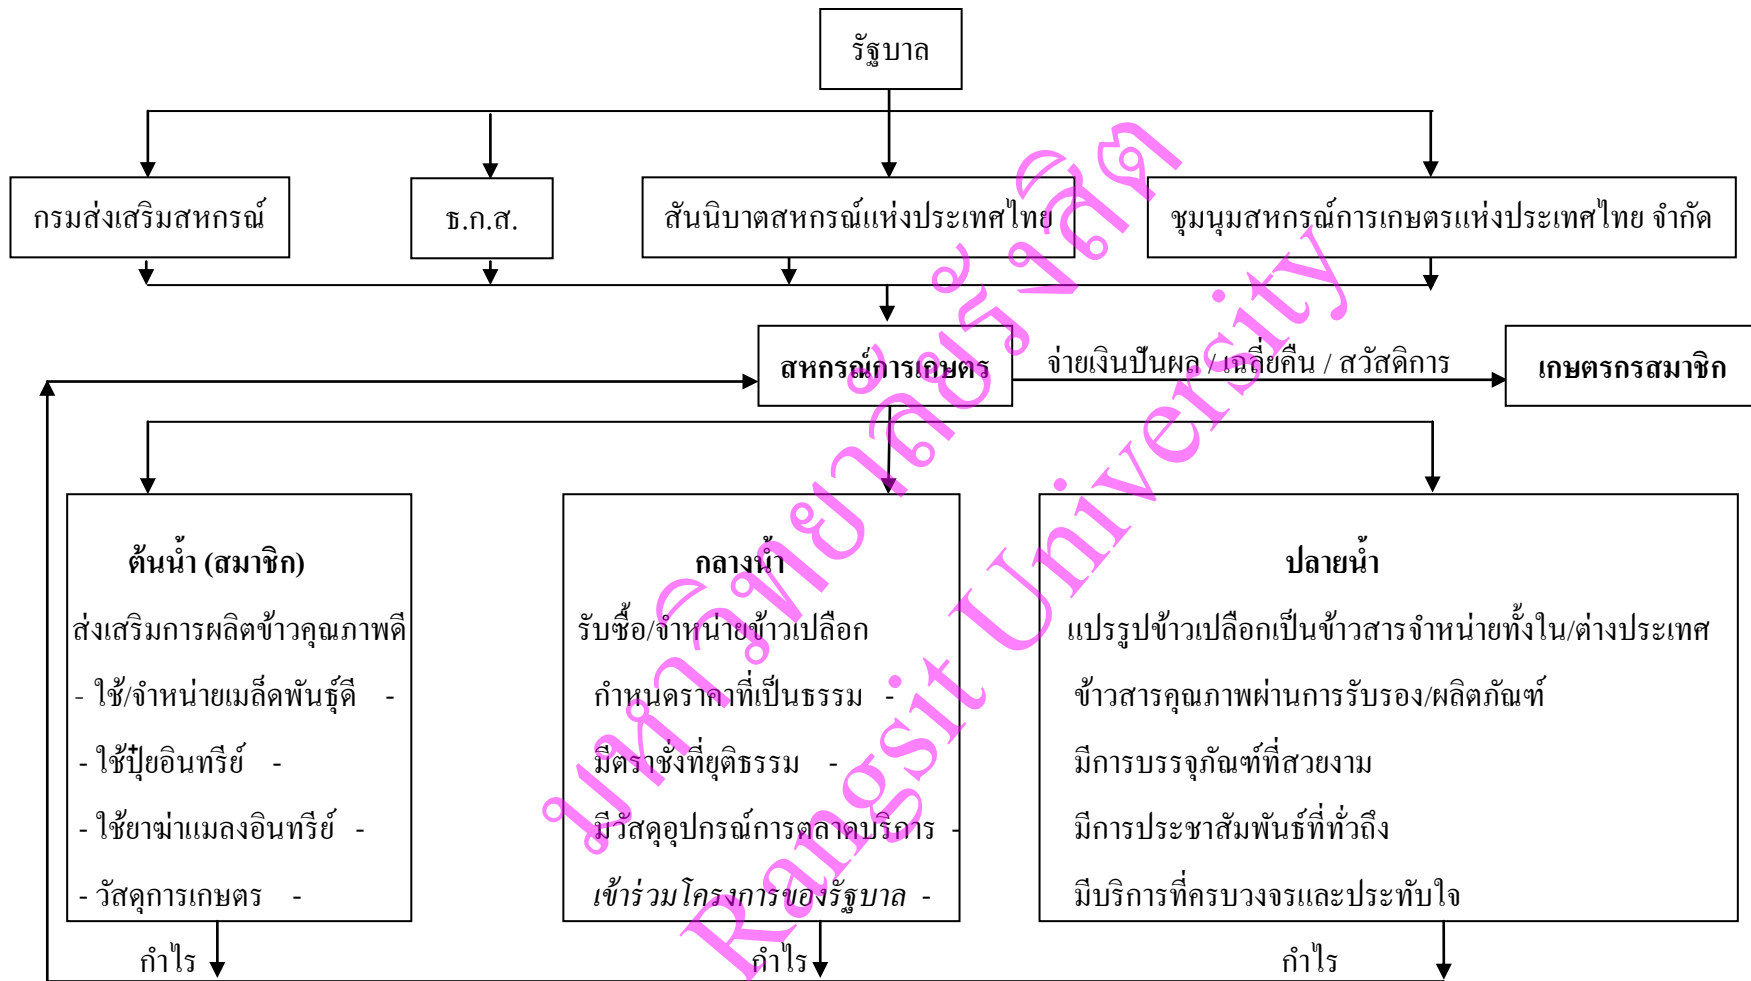 รัฐบาล
กรมส่งเสริมสหกรณ์
ธ.ก.ส.
สันนิบาตสหกรณ์แห่งประเทศไทย
ชุมนุมสหกรณ์การเกษตรแห่งประเทศไทย จำกัด
สหกรณ์การเกษตร
จ่ายเงินปันผล / เฉลี่ยคืน / สวัสดิการ
เกษตรกรสมาชิก
ต้นน้ำ (สมาชิก)
ส่งเสริมการผลิตข้าวคุณภาพดี
- ใช้/จำหน่ายเมล็ดพันธุ์ดี -
- ใช้ปุ๋ยอินทรีย์ -
- ใช้ยาฆ่าแมลงอินทรีย์ -
- วัสดุการเกษตร -
กำไร
กลางน้ำ
รับซื้อ/จำหน่ายข้าวเปลือก
กำหนดราคาที่เป็นธรรม -
มีตราชั่งที่ยุติธรรม -
มีวัสดุอุปกรณ์การตลาดบริการ -
เข้าร่วมโครงการของรัฐบาล -
กำไร
ปลายน้ำ
แปรรูปข้าวเปลือกเป็นข้าวสารจำหน่ายทั้งใน/ต่างประเทศ
ข้าวสารคุณภาพผ่านการรับรอง/ผลิตภัณฑ์
มีการบรรจุภัณฑ์ที่สวยงาม
มีการประชาสัมพันธ์ที่ทั่วถึง
มีบริการที่ครบวงจรและประทับใจ
กำไร
มหาวิทยาลัยรังสิต
Rangsit University